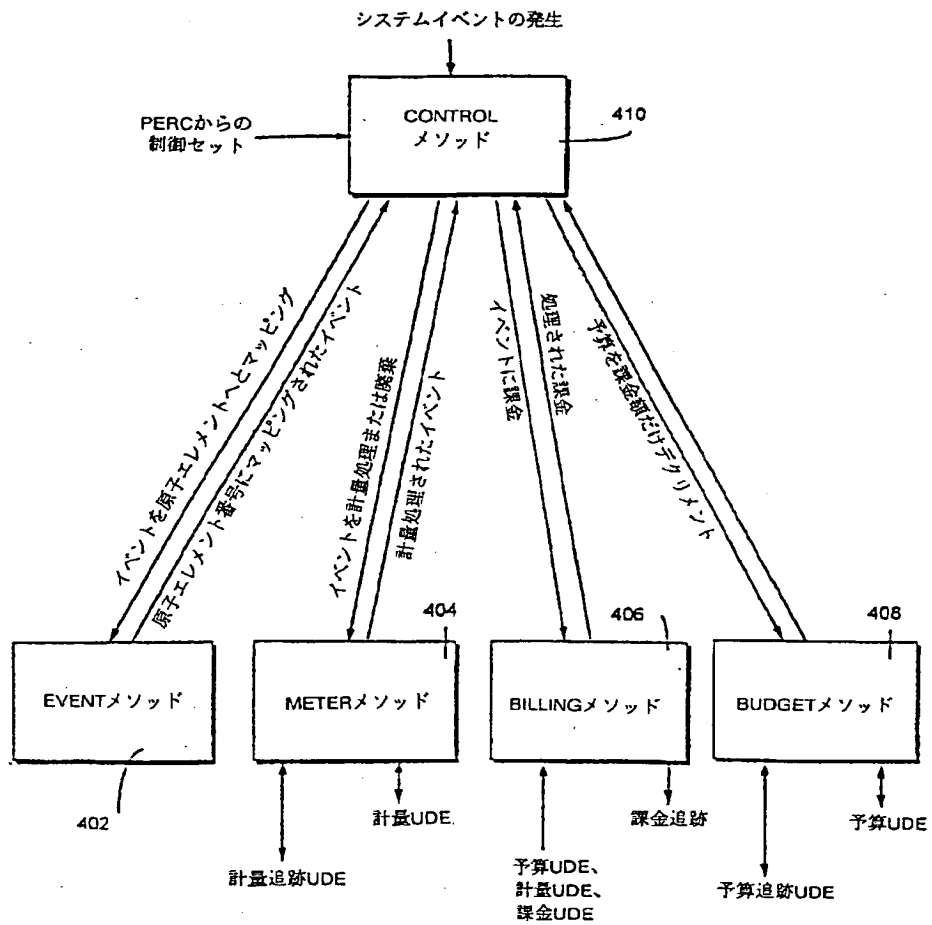 システムイベントの発生
CONTROL
メソッド
410
PERCからの
制御セット
イベントを原子エレメントへとマッピング
原子エレメント番号にマッピングされたイベント
イベントを計量処理または廃棄
計量処理されたイベント
イベントに課金
処理された課金
予算を課金額だけデクリメント
404
406
408
EVENTメソッド
METERメソッド
BILLINGメソッド
BUDGETメソッド
402
計量UDE
課金追跡
予算UDE
計量追跡UDE
予算UDE、
計量UDE、
課金UDE
予算追跡UDE